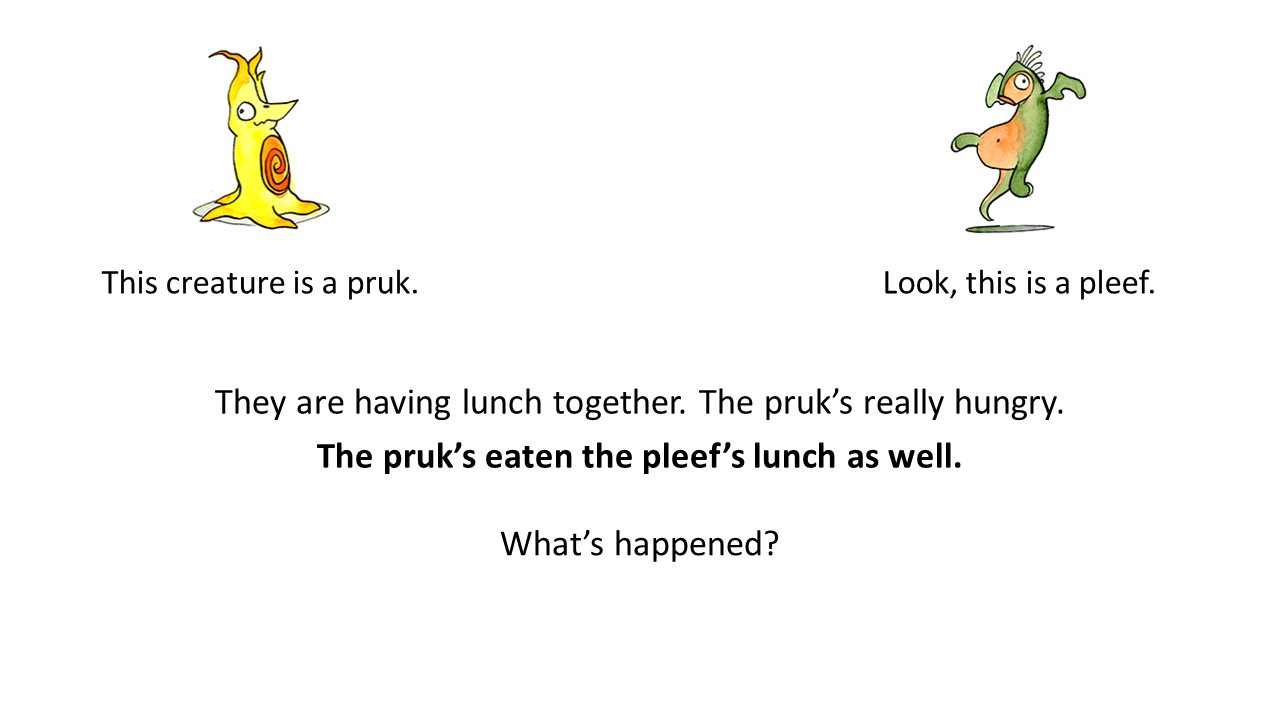 This creature is a pruk.
Look, this is a pleef.
They are having lunch together. The pruk’s really hungry.
The pruk’s eaten the pleef’s lunch as well.
What’s happened?